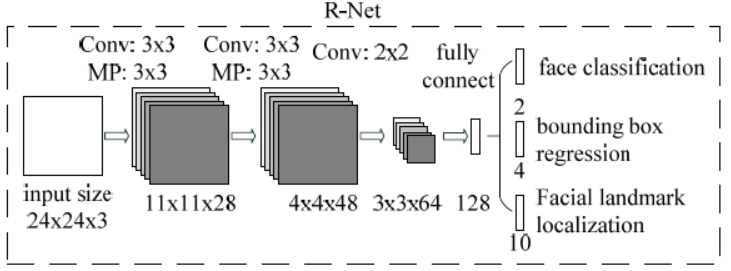 R-Net
Conv: 3x3
MP: 3x3
Conv: 3x3
MP: 3x3
Conv: 2x2
fully
connect
face classification
2
bounding box
regression
4
Facial landmark
localization
10
input size
24x24x3
11x11x28
4x4x48
3x3x64
128